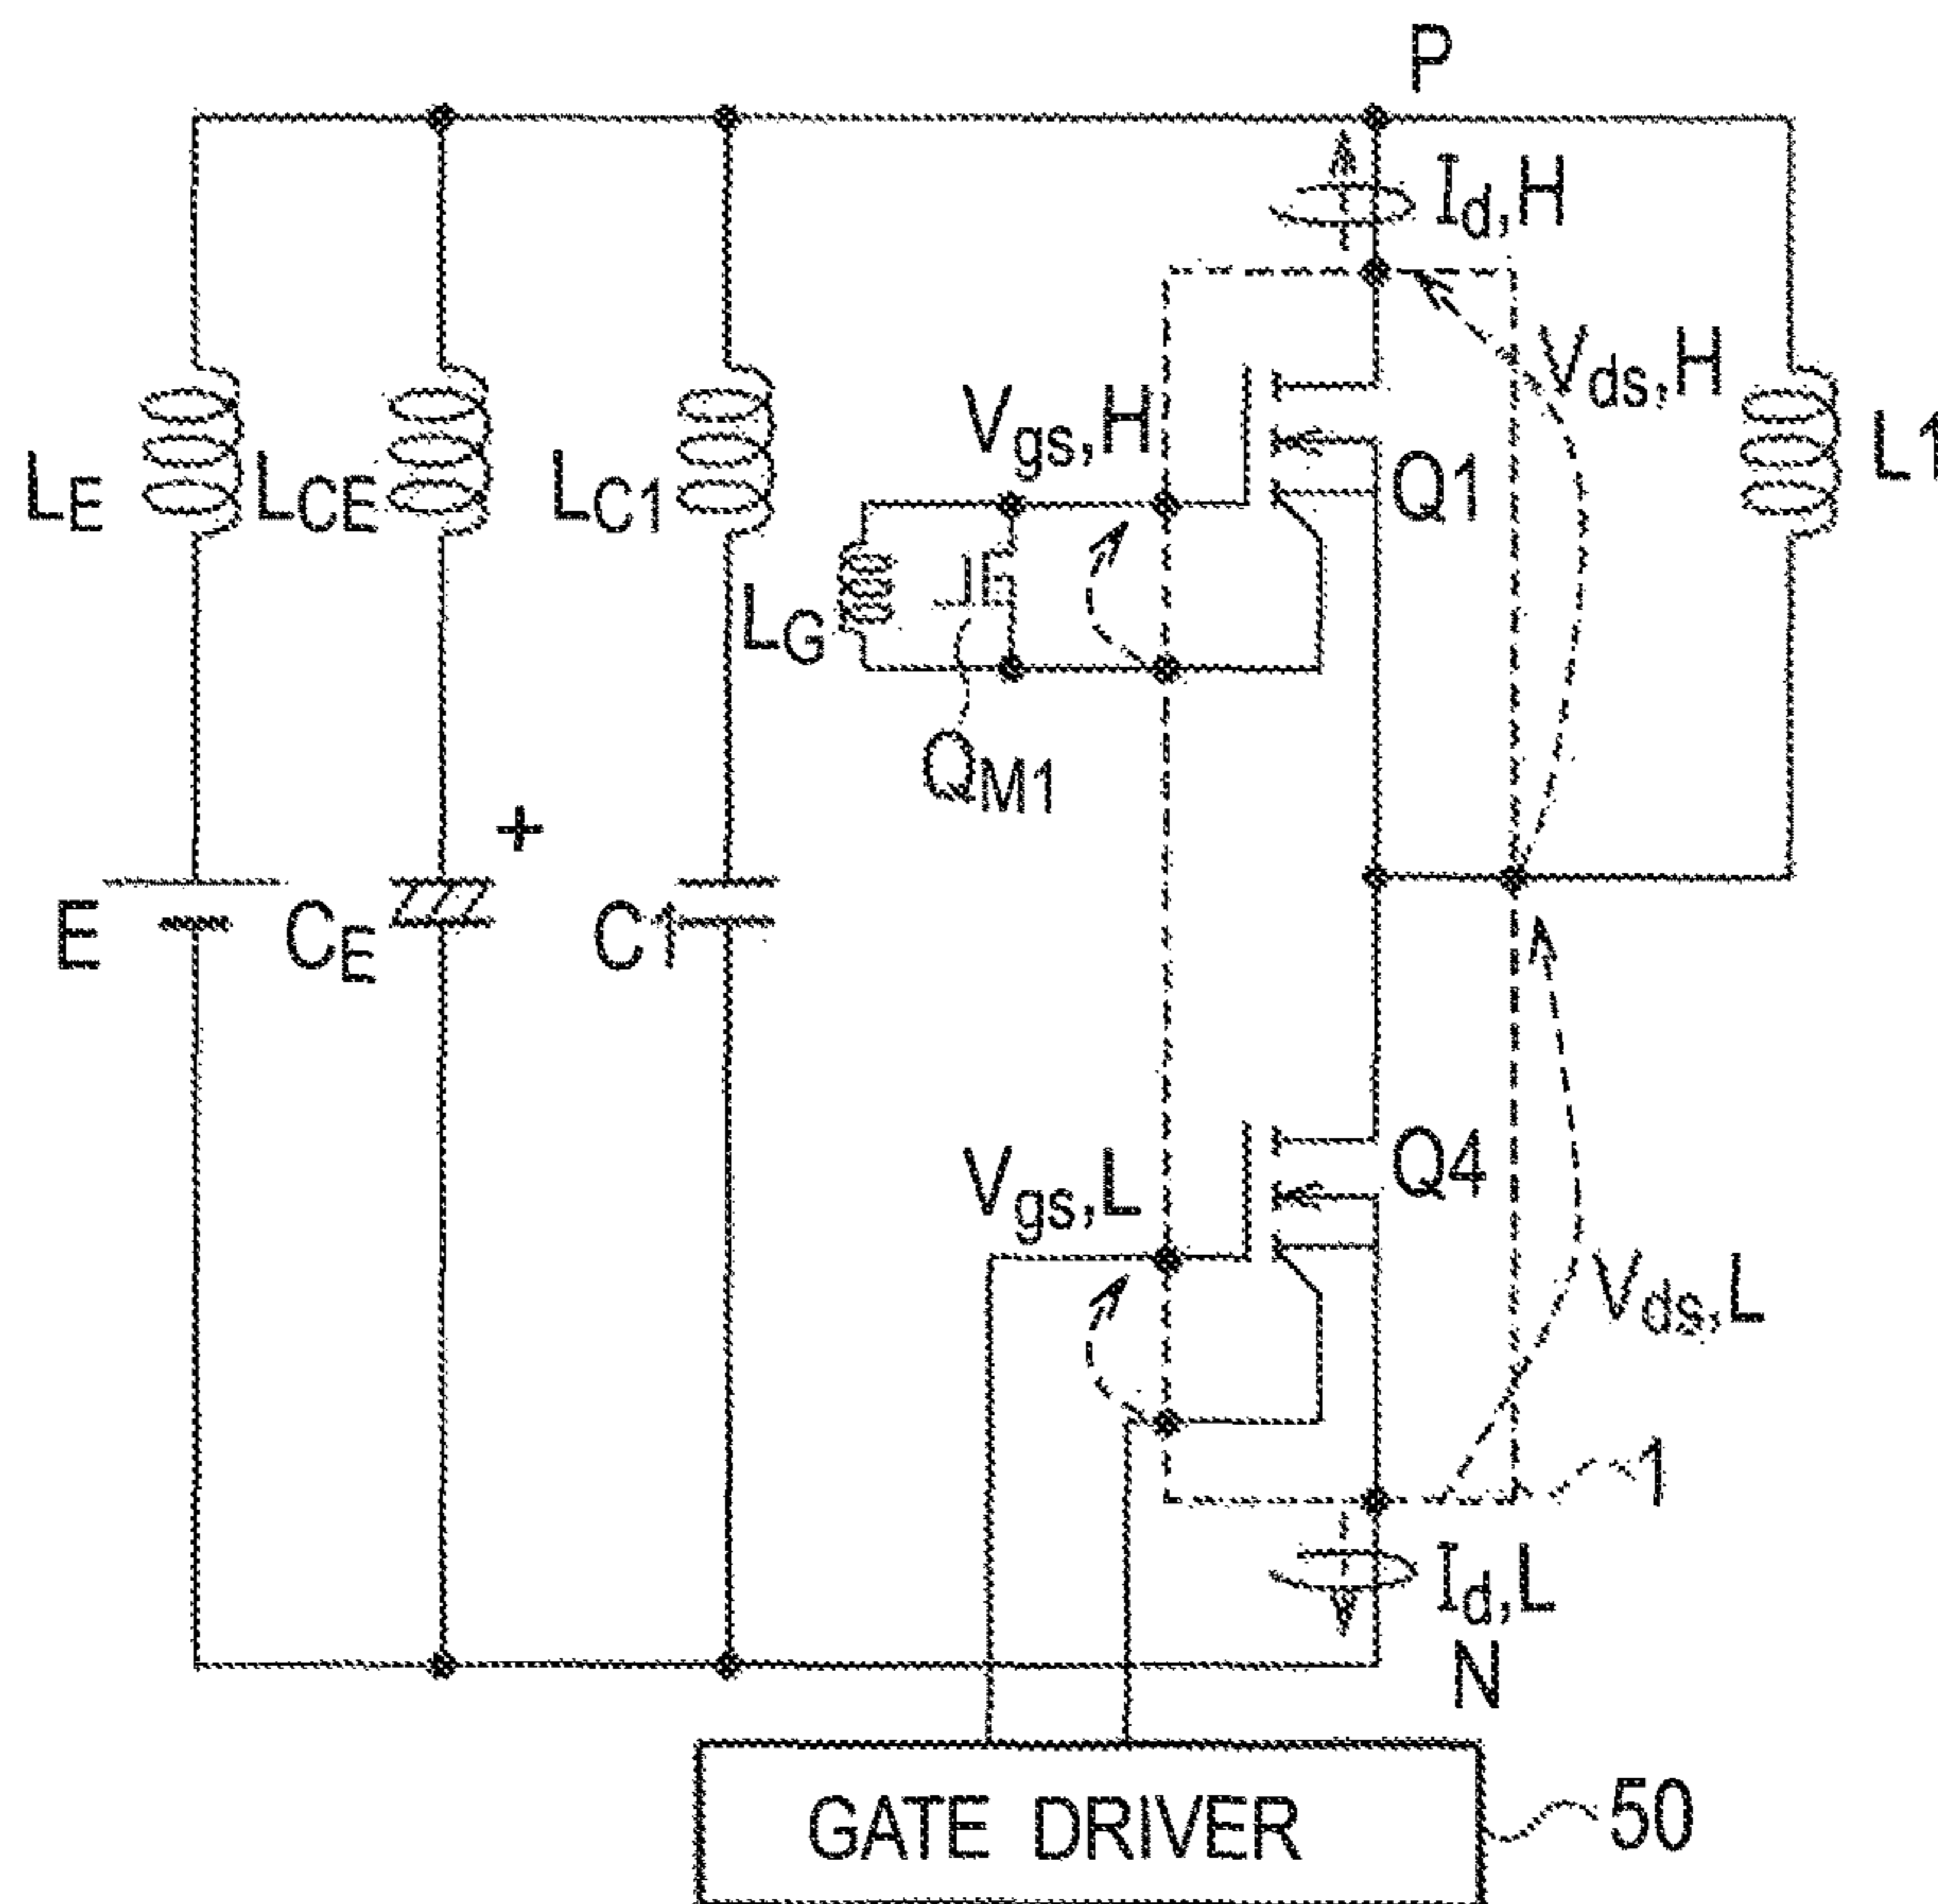 P
Id,H
Vds,H
Vgs,H
LE
LCE
LC1
Q1
L1
LG
QM1
+
E
CE
C1
Vgs,L
Q4
Vds,L
1
Id,L
N
GATE DRIVER
50